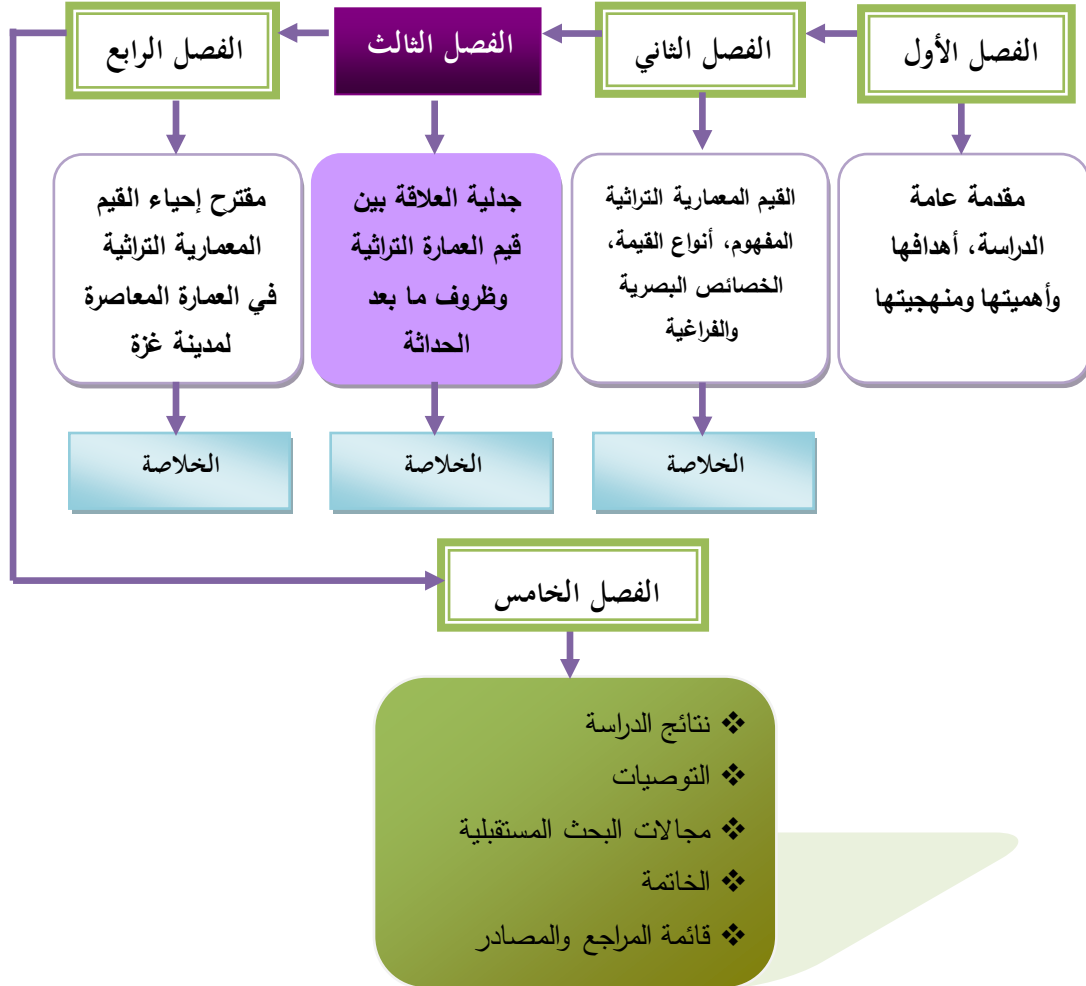 الفصل الأول
الفصل الثاني
الفصل الثالث
الفصل الرابع
مقدمة عامة
الدراسة، أهدافها
وأهميتها ومنهجيتها
القيم المعمارية التراثية
المفهوم، أنواع القيمة،
الخصائص البصرية
والفراغية
جدلية العلاقة بين
قيم العمارة التراثية
وظروف ما بعد
الحداثة
مقترح إحياء القيم
المعمارية التراثية
في العمارة المعاصرة
لمدينة غزة
الخلاصة
الخلاصة
الخلاصة
الفصل الخامس
❖ نتائج الدراسة
❖ التوصيات
❖ مجالات البحث المستقبلية
❖ الخاتمة
❖ قائمة المراجع والمصادر